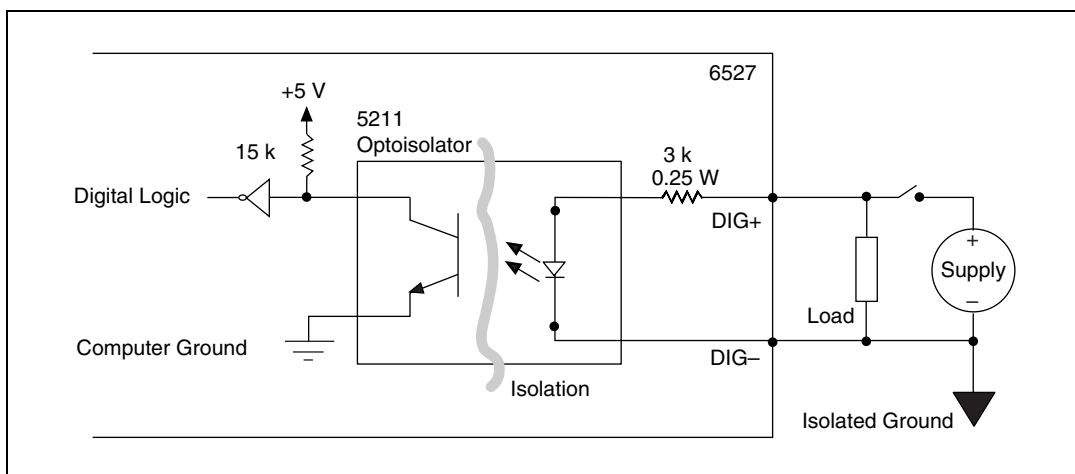 6527
+5 V
5211
Optoisolator
15 k
3 k
0.25 W
Digital Logic
DIG+
+
Supply
–
Load
Computer Ground
DIG–
Isolation
Isolated Ground